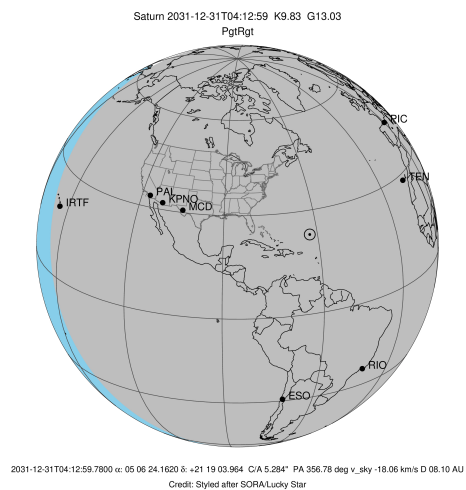 Saturn 2031-12-31T04:12:59 K9.83 G13.03
PgtRgt
PIC
TEN
PAL
KPNO
MCD
IRTF
RIO
ESO
2031-12-31T04:12:59.7800 α: 05 06 24.1620 δ: +21 19 03.964 C/A 5.284" PA 356.78 deg v_sky -18.06 km/s D 08.10 AU
Credit: Styled after SORA/Lucky Star